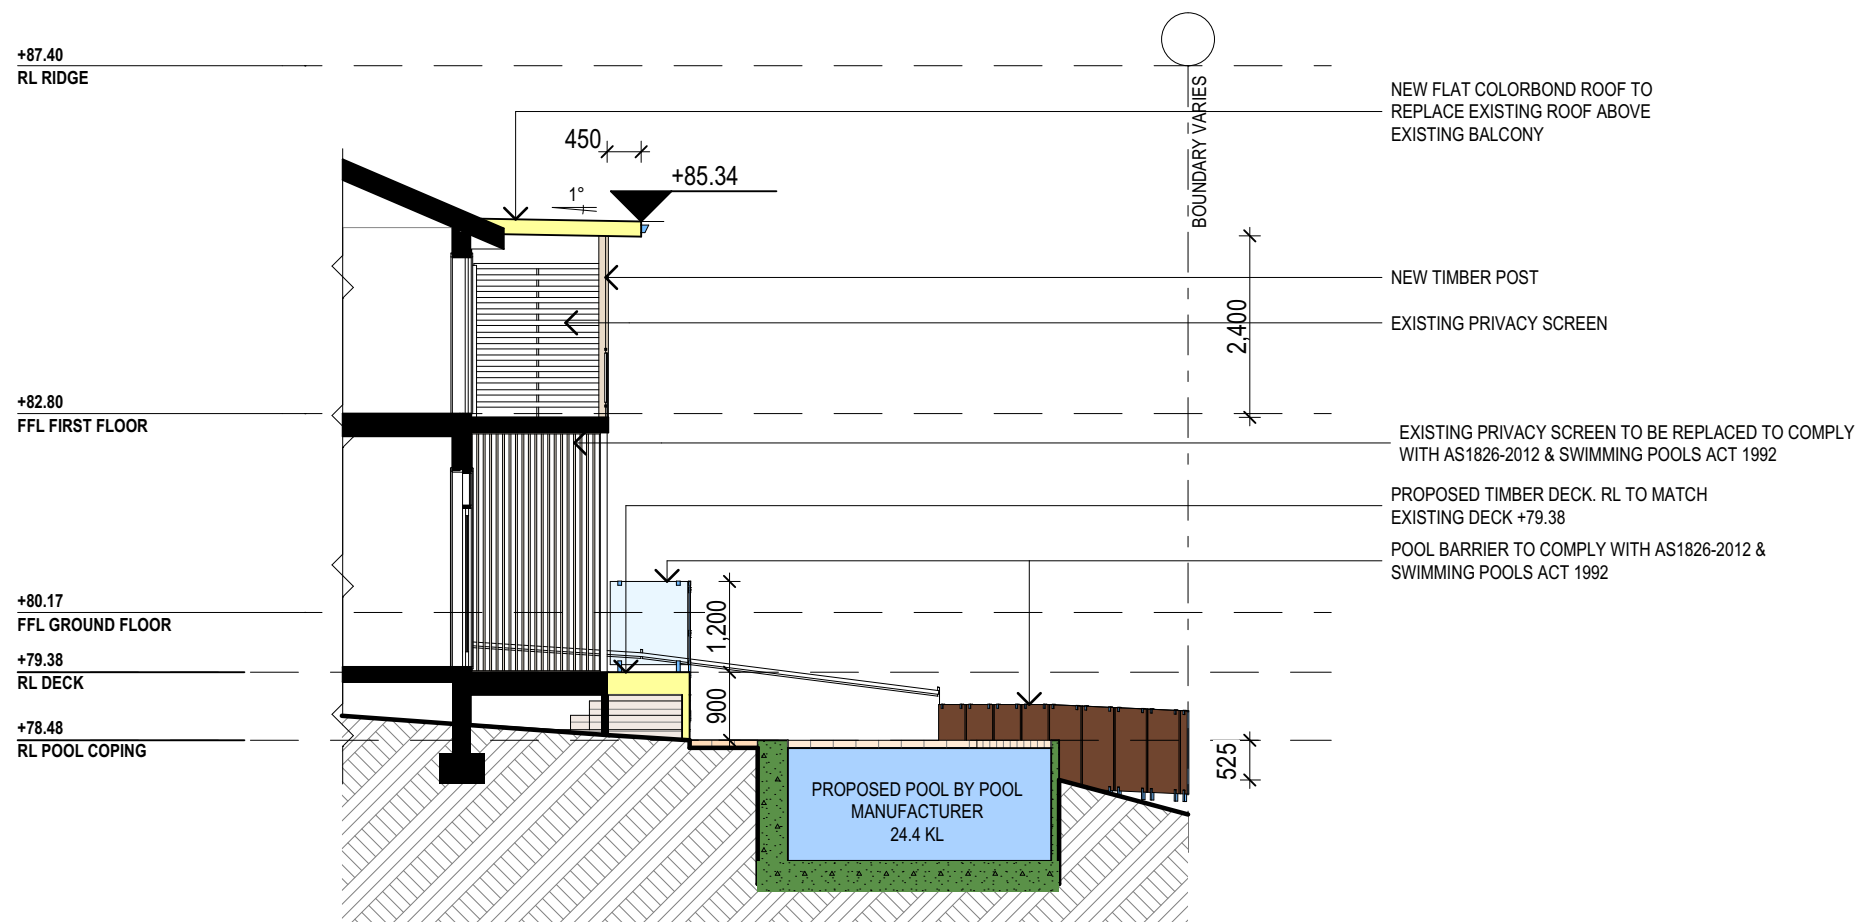 +87.40
RL RIDGE
BOUNDARY VARIES
NEW FLAT COLORBOND ROOF TO
REPLACE EXISTING ROOF ABOVE
EXISTING BALCONY
450
+85.34
1°
NEW TIMBER POST
2,400
EXISTING PRIVACY SCREEN
+82.80
FFL FIRST FLOOR
EXISTING PRIVACY SCREEN TO BE REPLACED TO COMPLY
WITH AS1826-2012 & SWIMMING POOLS ACT 1992
PROPOSED TIMBER DECK. RL TO MATCH
EXISTING DECK +79.38
POOL BARRIER TO COMPLY WITH AS1826-2012 &
SWIMMING POOLS ACT 1992
+80.17
FFL GROUND FLOOR
1,200
+79.38
RL DECK
900
+78.48
RL POOL COPING
525
PROPOSED POOL BY POOL
MANUFACTURER
24.4 KL